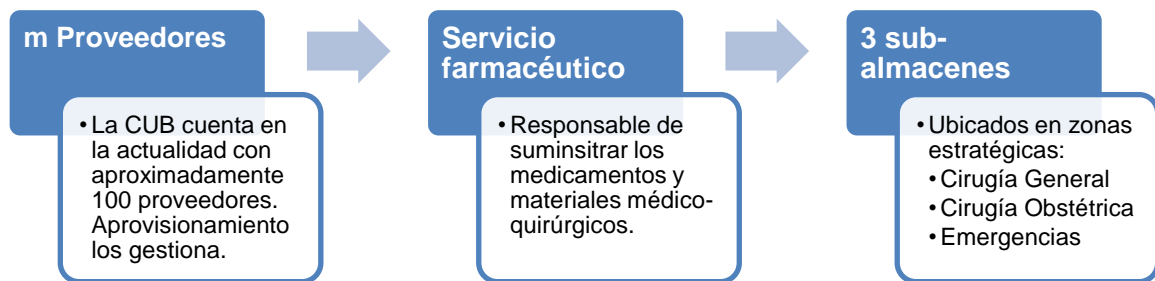 m Proveedores
• La CUB cuenta en
la actualidad con
aproximadamente
100 proveedores.
Aprovisionamiento
los gestiona.
Servicio
farmacéutico
• Responsable de
suminsitrar los
medicamentos y
materiales médico-
quirúrgicos.
3 sub-
almacenes
• Ubicados en zonas
estratégicas:
• Cirugía General
• Cirugía Obstétrica
• Emergencias